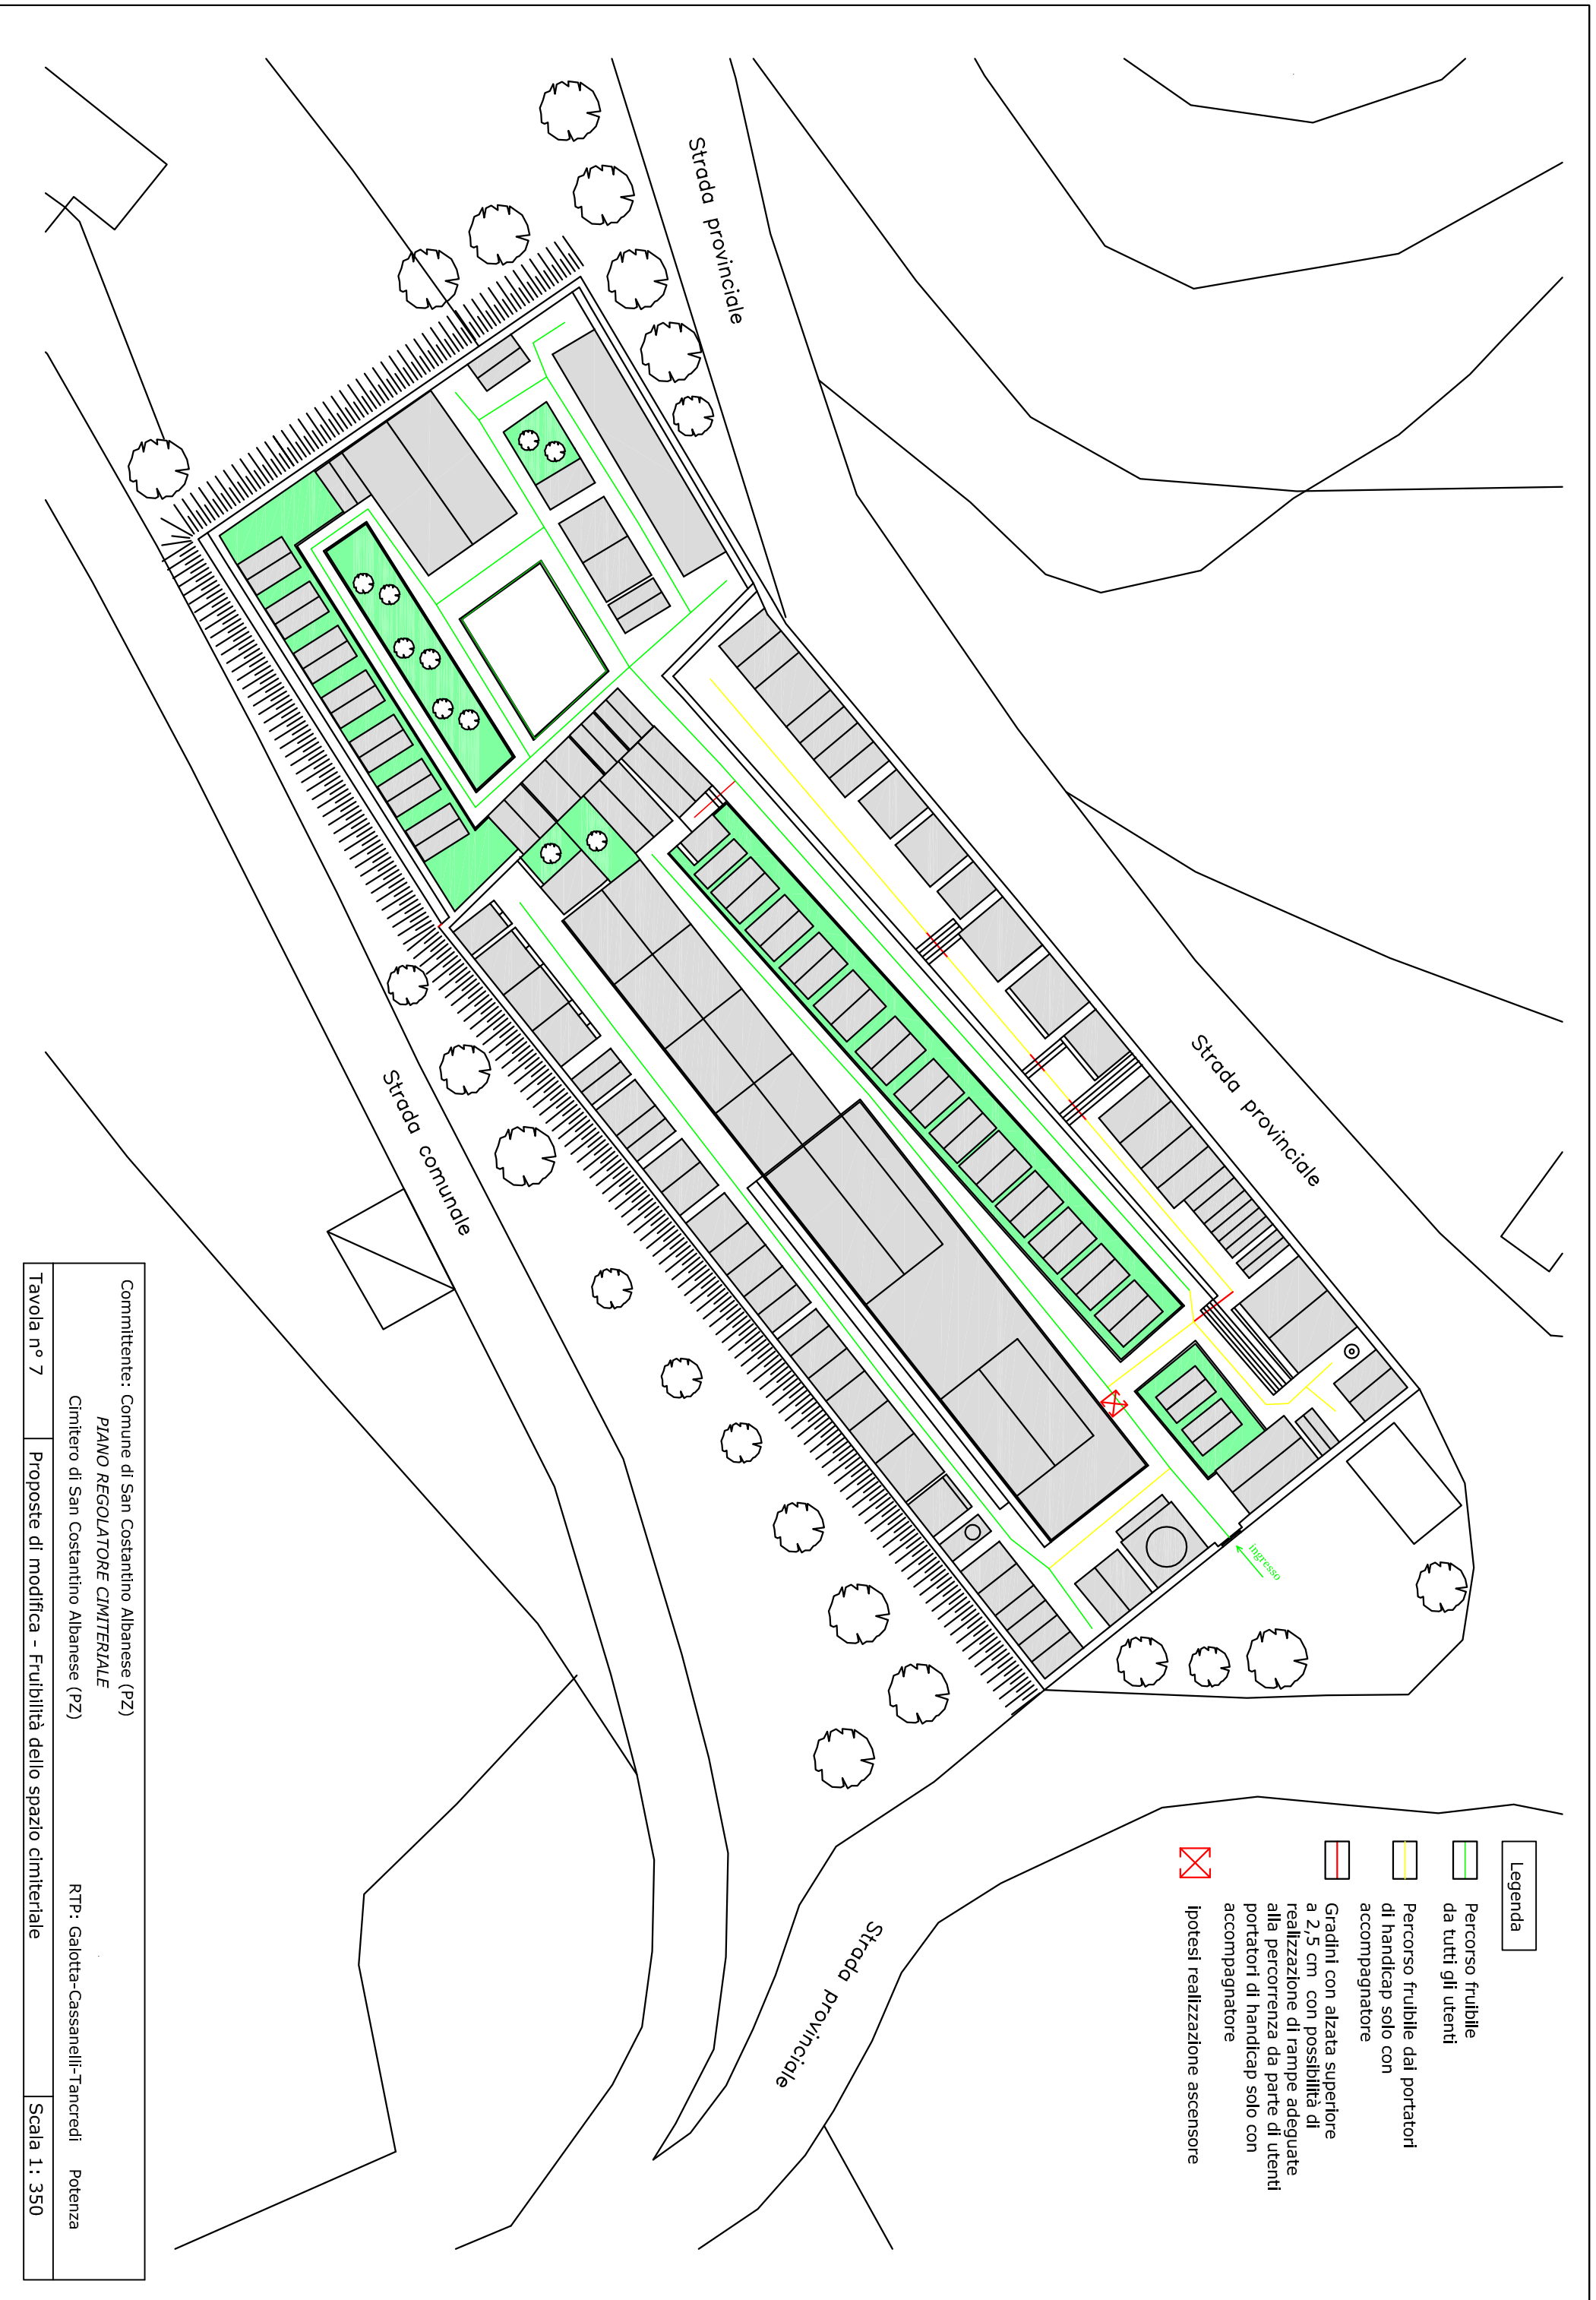 Strada provinciale
Strada provinciale
Strada comunale
Strada provinciale
ingresso
Legenda
Percorso fruibile
da tutti gli utenti
Percorso fruibile dai portatori
di handicap solo con
accompagnatore
Gradini con alzata superiore
a 2,5 cm con possibilità di
realizzazione di rampe adeguate
alla percorrenza da parte di utenti
portatori di handicap solo con
accompagnatore
ipotesi realizzazione ascensore
Committente: Comune di San Costantino Albanese (PZ)
PIANO REGOLATORE CIMITERIALE
Cimitero di San Costantino Albanese (PZ) RTP: Galotta-Cassanelli-Tancredi Potenza
Tavola n° 7 Proposte di modifica - Fruibilità dello spazio cimiteriale Scala 1: 350